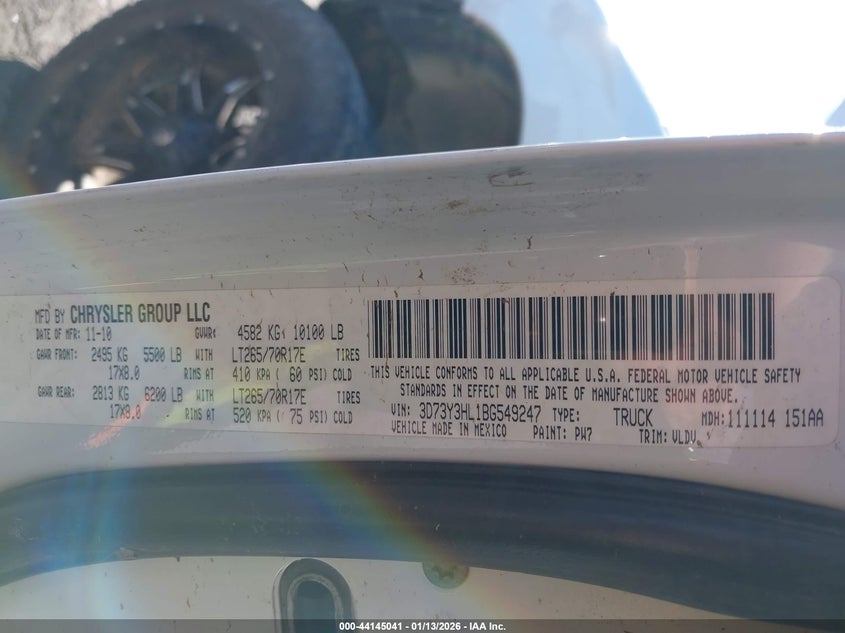 MFD BY CHRYSLER GROUP LLC
DATE OF MFR: 11-10 GVWR: 4582 KG( 10100 LB
GAWR FRONT: 2495 KG 5500 LB WITH LT265/70R17E TIRES
17X8.0 RIMS AT 410 KPA ( 60 PSI) COLD
GAWR REAR: 2813 KG 6200 LB WITH LT265/70R17E TIRES
17X8.0 RIMS AT 520 KPA ( 75 PSI) COLD
THIS VEHICLE CONFORMS TO ALL APPLICABLE U.S.A. FEDERAL MOTOR VEHICLE SAFETY
STANDARDS IN EFFECT ON THE DATE OF MANUFACTURE SHOWN ABOVE.
VIN: 3D73Y3HL1BG549247 TYPE: TRUCK MDH: 111114 151AA
VEHICLE MADE IN MEXICO PAINT: PW7 TRIM: VLDV
000-44145041 - 01/13/2026 - IAA Inc.